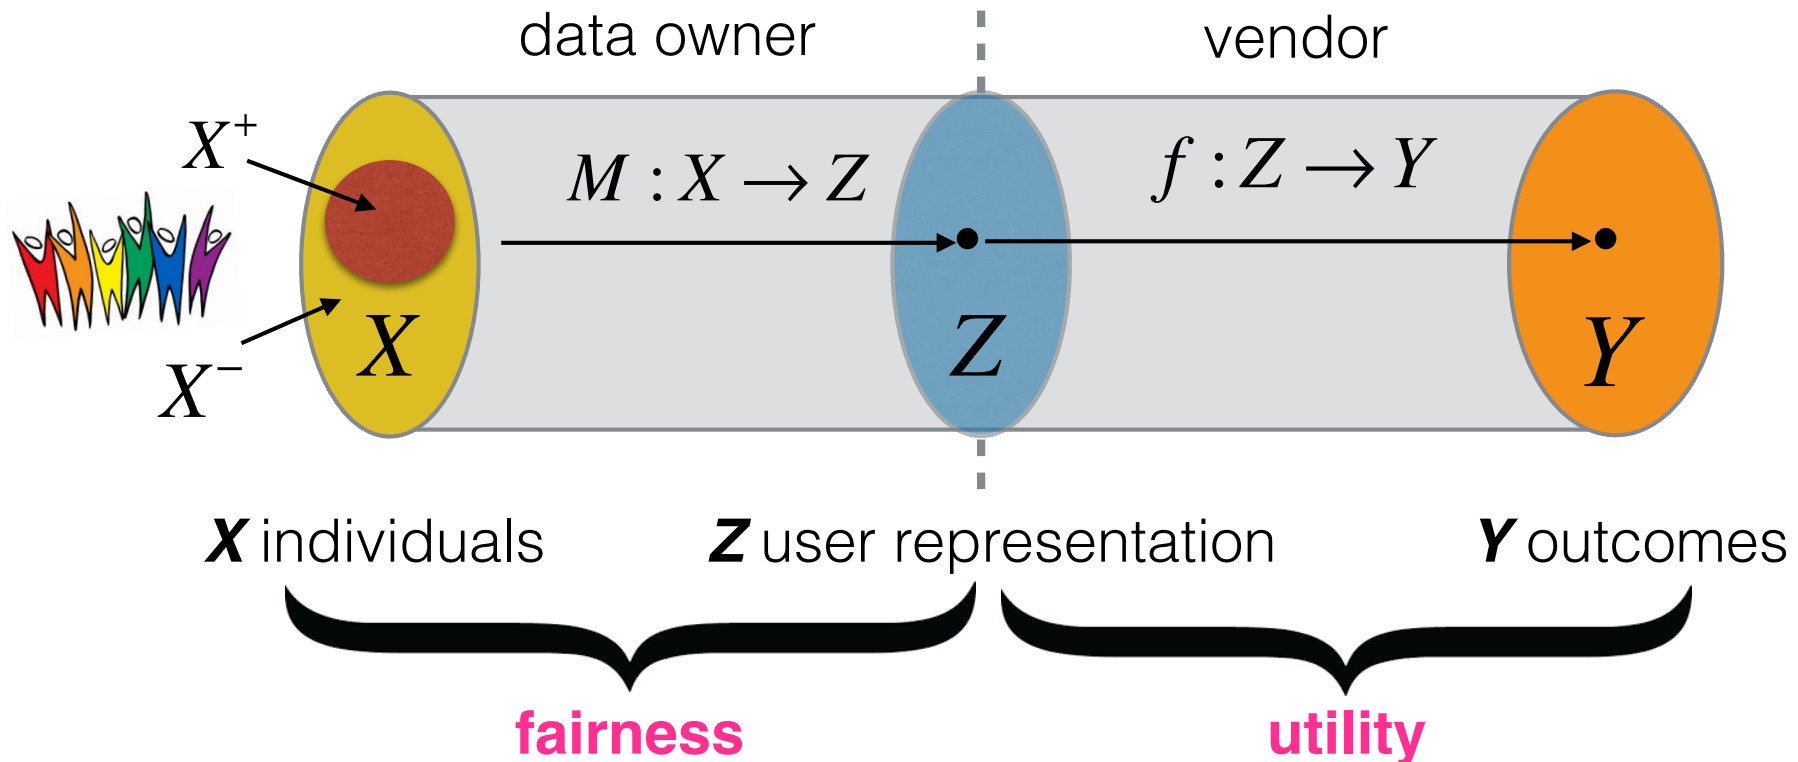 data owner
vendor
X⁺
M : X → Z
f : Z → Y
X
Z
Y
X⁻
X individuals
Z user representation
Y outcomes
fairness
utility